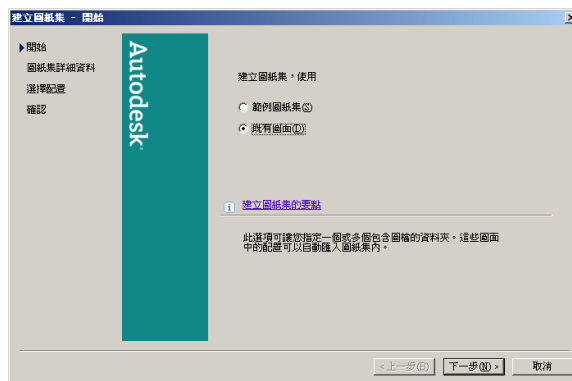 建立圖紙集 - 開始
開始
圖紙集詳細資料
選擇配置
確認
Autodesk
建立圖紙集，使用
範例圖紙集(S)
既有圖面(D)
建立圖紙集的要點
此選項可讓您指定一個或多個包含圖檔的資料夾。這些圖面
中的配置可以自動匯入圖紙集內。
<上一步(B)
下一步(N) >
取消